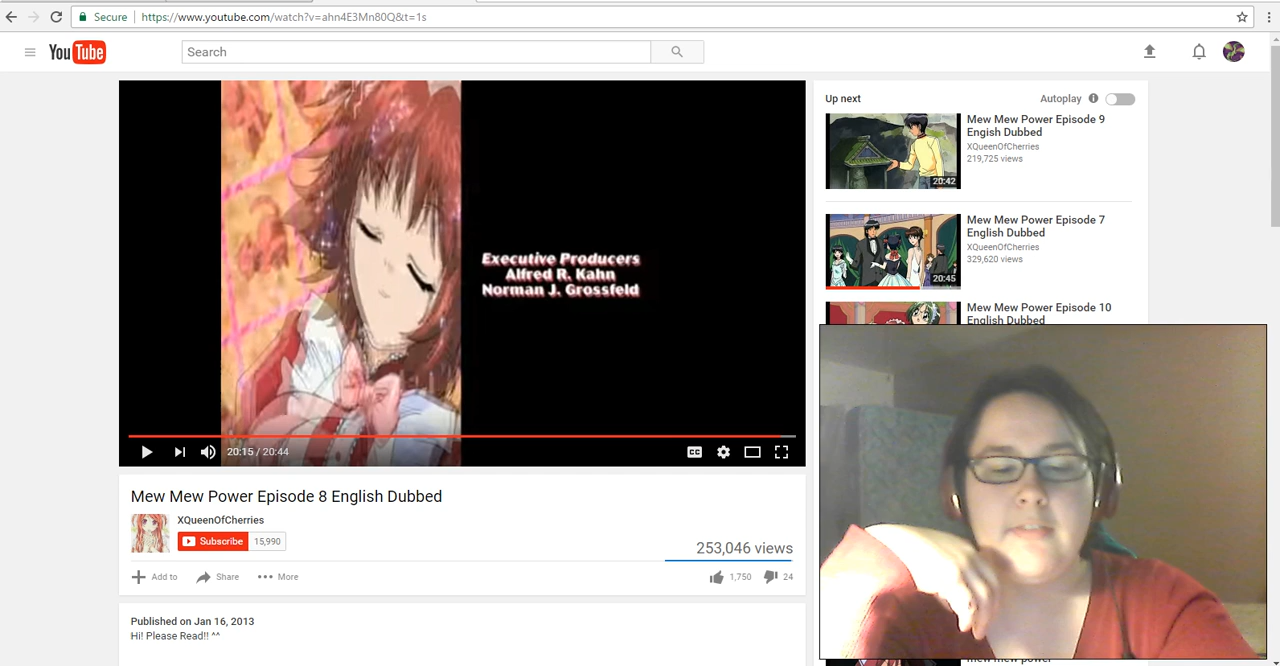 Secure https://www.youtube.com/watch?v=ahn4E3Mn80Q&t=1s
YouTube
Search
Executive Producers
Alfred R. Kahn
Norman J. Grossfeld
20:15 / 20:44
CC
Mew Mew Power Episode 8 English Dubbed
XQueenOfCherries
Subscribe 15,990
253,046 views
Add to Share More
1,750 24
Published on Jan 16, 2013
Hi! Please Read!! ^^
Up next
Autoplay
Mew Mew Power Episode 9
Engish Dubbed
XQueenOfCherries
219,725 views
20:42
Mew Mew Power Episode 7
English Dubbed
XQueenOfCherries
329,620 views
20:45
Mew Mew Power Episode 10
English Dubbed
mew mew power